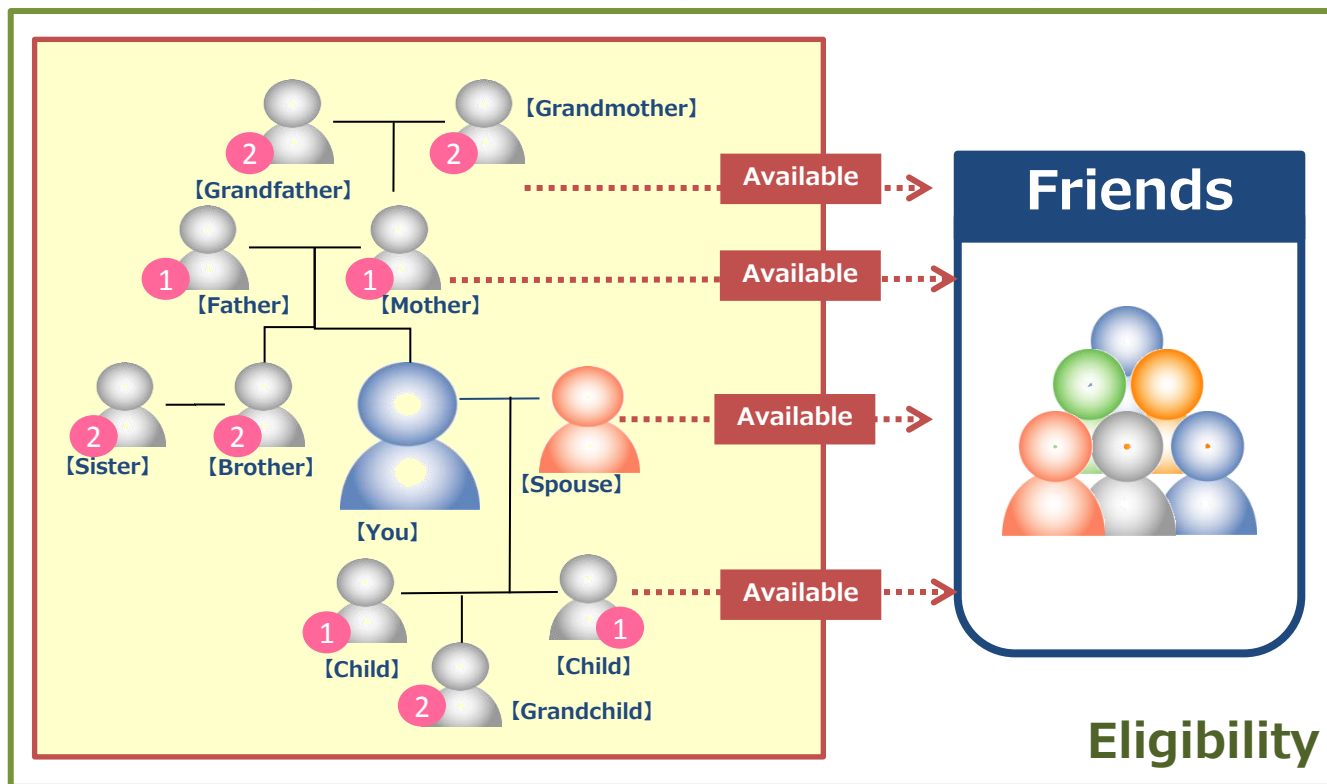 【Grandmother】
2
2
【Grandfather】
Available
Friends
1
【Father】
1
【Mother】
Available
2
【Sister】
2
【Brother】
【You】
【Spouse】
Available
1
【Child】
1
【Child】
Available
2
【Grandchild】
Eligibility